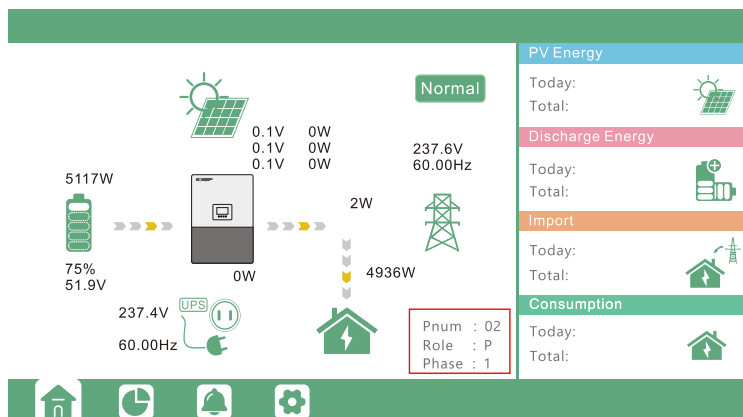 Normal
0.1V 0W
0.1V 0W
0.1V 0W
237.6V
60.00Hz
5117W
2W
75%
51.9V
0W
4936W
237.4V
UPS
60.00Hz
Pnum : 02
Role : P
Phase : 1
PV Energy
Today:
Total:
Discharge Energy
Today:
Total:
Import
Today:
Total:
Consumption
Today:
Total: